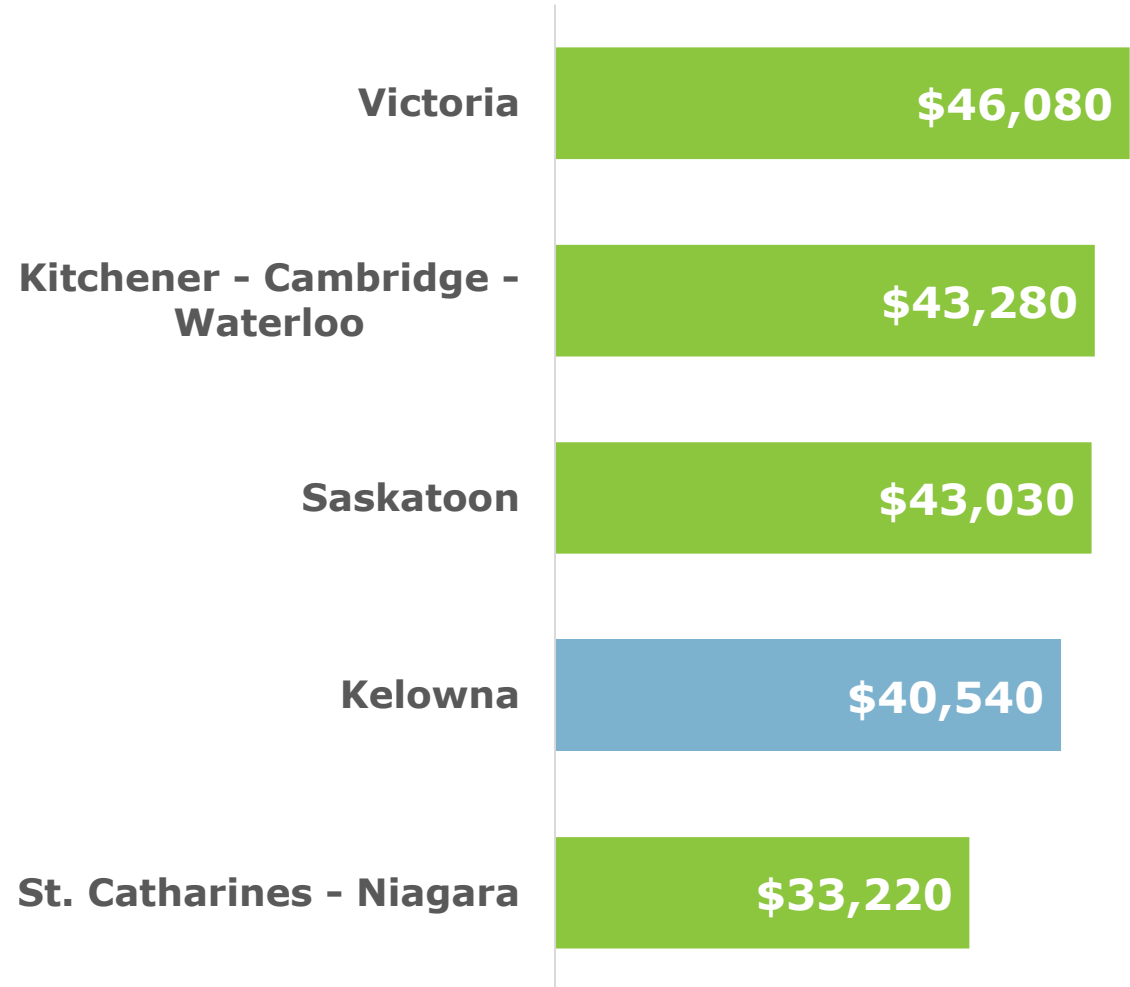 Victoria
$46,080
Kitchener - Cambridge -
Waterloo
$43,280
Saskatoon
$43,030
Kelowna
$40,540
St. Catharines - Niagara
$33,220